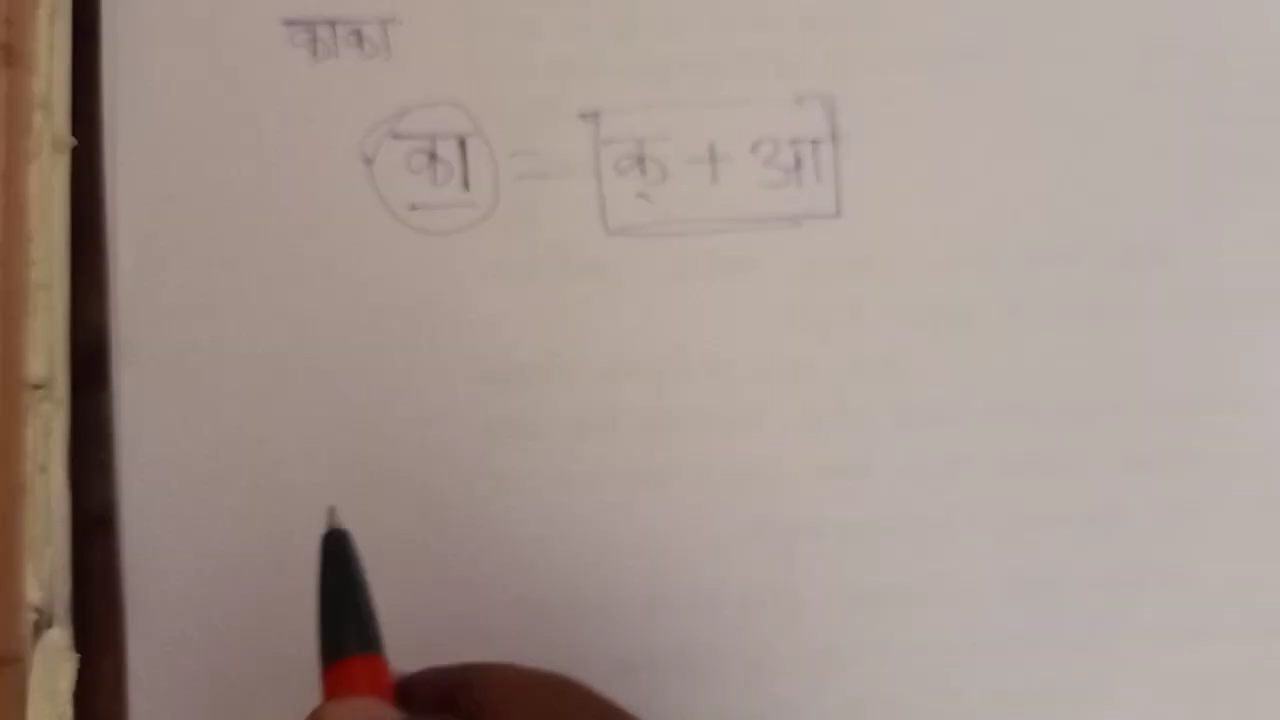 काका
का = क् + आ